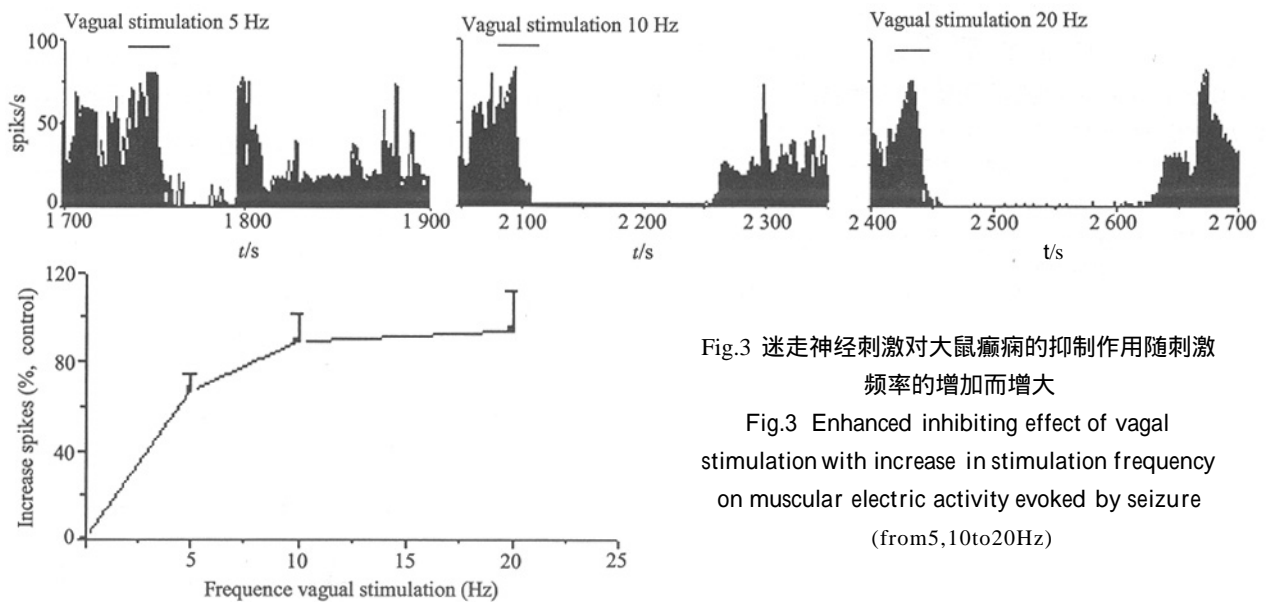 Vagual stimulation 5 Hz
Vagual stimulation 10 Hz
Vagual stimulation 20 Hz
100
50
0
spiks/s
1 700
1 800
1 900
t/s
2 100
2 200
2 300
t/s
2 400
2 500
2 600
2 700
t/s
120
80
40
0
Increase spikes (%, control)
0
5
10
15
20
25
Frequence vagual stimulation (Hz)
Fig.3 迷走神经刺激对大鼠癫痫的抑制作用随刺激
频率的增加而增大
Fig.3 Enhanced inhibiting effect of vagal
stimulation with increase in stimulation frequency
on muscular electric activity evoked by seizure
(from5,10to20Hz)